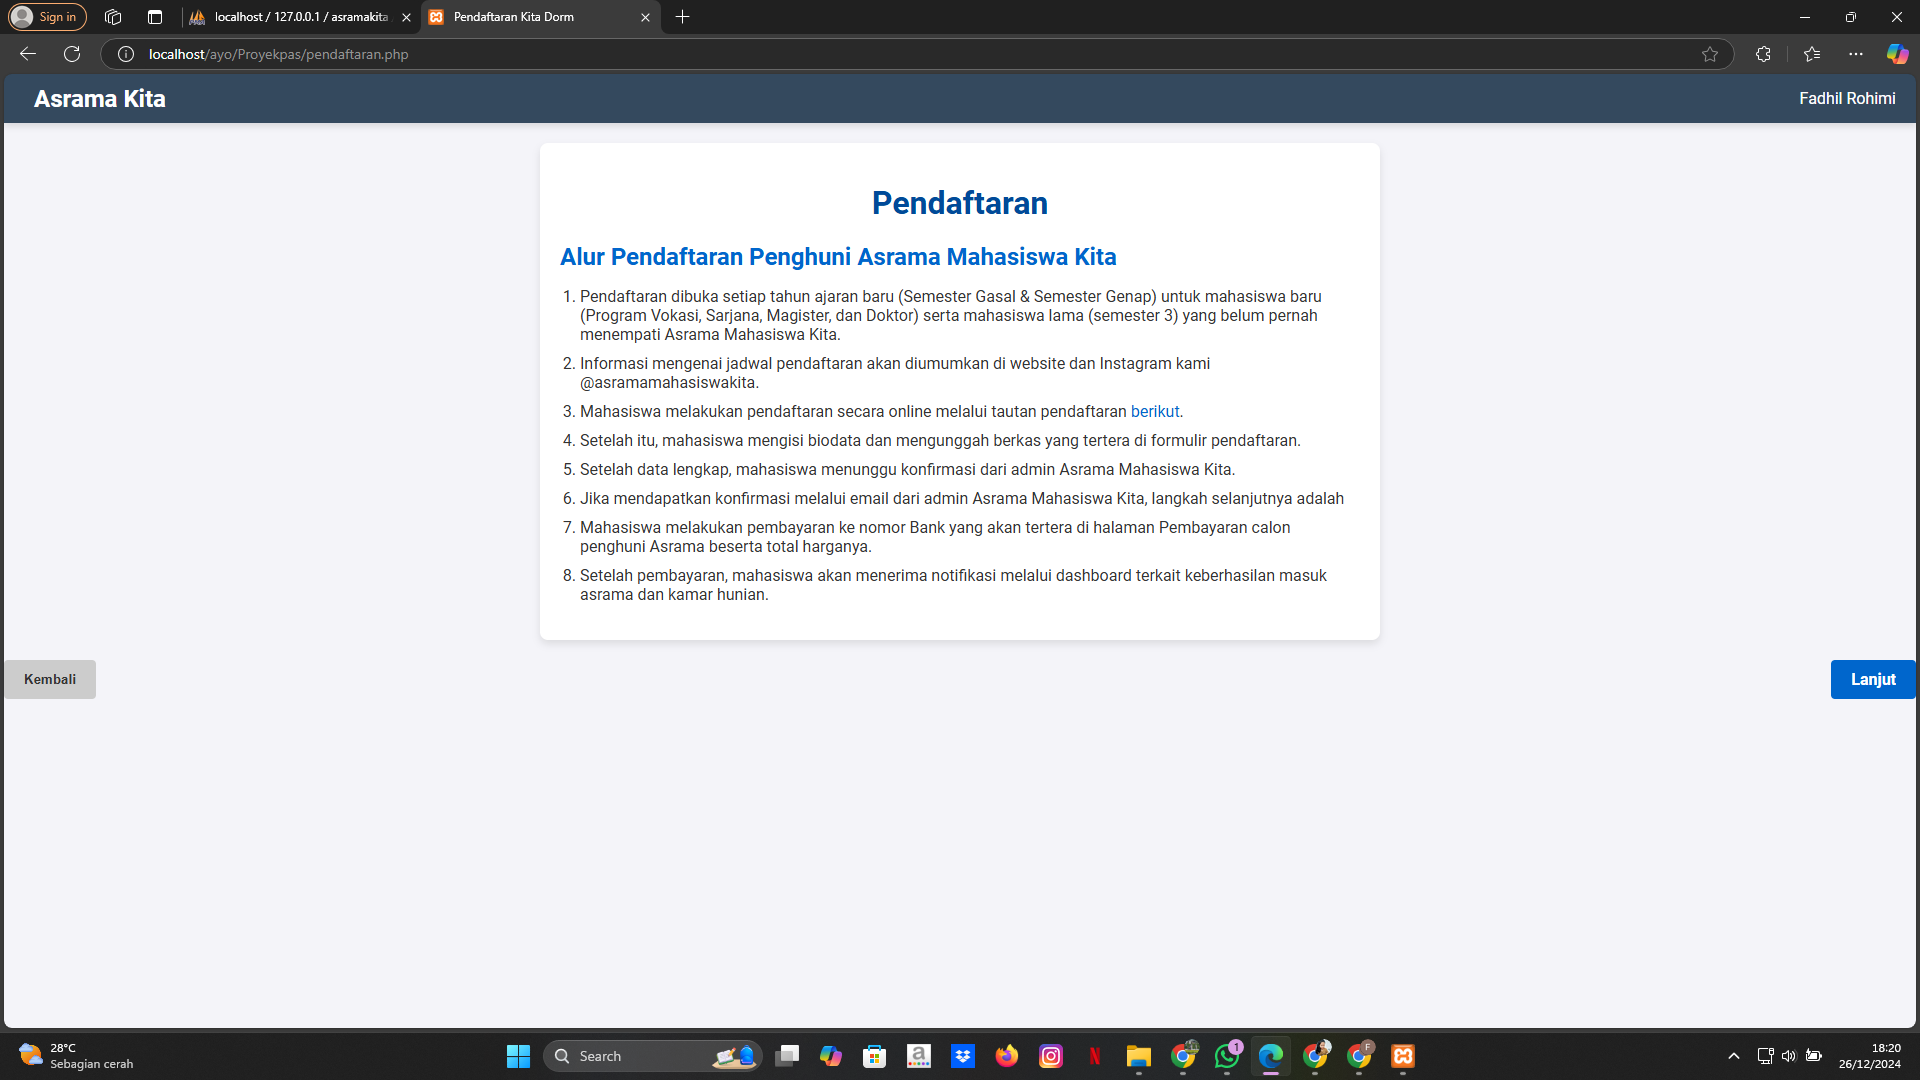 Sign in
localhost / 127.0.0.1 / asramakita
Pendaftaran Kita Dorm
localhost/ayo/Proyekpas/pendaftaran.php
Asrama Kita
Fadhil Rohimi
Pendaftaran
Alur Pendaftaran Penghuni Asrama Mahasiswa Kita
1. Pendaftaran dibuka setiap tahun ajaran baru (Semester Gasal & Semester Genap) untuk mahasiswa baru
(Program Vokasi, Sarjana, Magister, dan Doktor) serta mahasiswa lama (semester 3) yang belum pernah
menempati Asrama Mahasiswa Kita.
2. Informasi mengenai jadwal pendaftaran akan diumumkan di website dan Instagram kami
@asramamahasiswakita.
3. Mahasiswa melakukan pendaftaran secara online melalui tautan pendaftaran berikut.
4. Setelah itu, mahasiswa mengisi biodata dan mengunggah berkas yang tertera di formulir pendaftaran.
5. Setelah data lengkap, mahasiswa menunggu konfirmasi dari admin Asrama Mahasiswa Kita.
6. Jika mendapatkan konfirmasi melalui email dari admin Asrama Mahasiswa Kita, langkah selanjutnya adalah
7. Mahasiswa melakukan pembayaran ke nomor Bank yang akan tertera di halaman Pembayaran calon
penghuni Asrama beserta total harganya.
8. Setelah pembayaran, mahasiswa akan menerima notifikasi melalui dashboard terkait keberhasilan masuk
asrama dan kamar hunian.
Kembali
Lanjut
28°C
Sebagian cerah
Search
1
F
18:20
26/12/2024